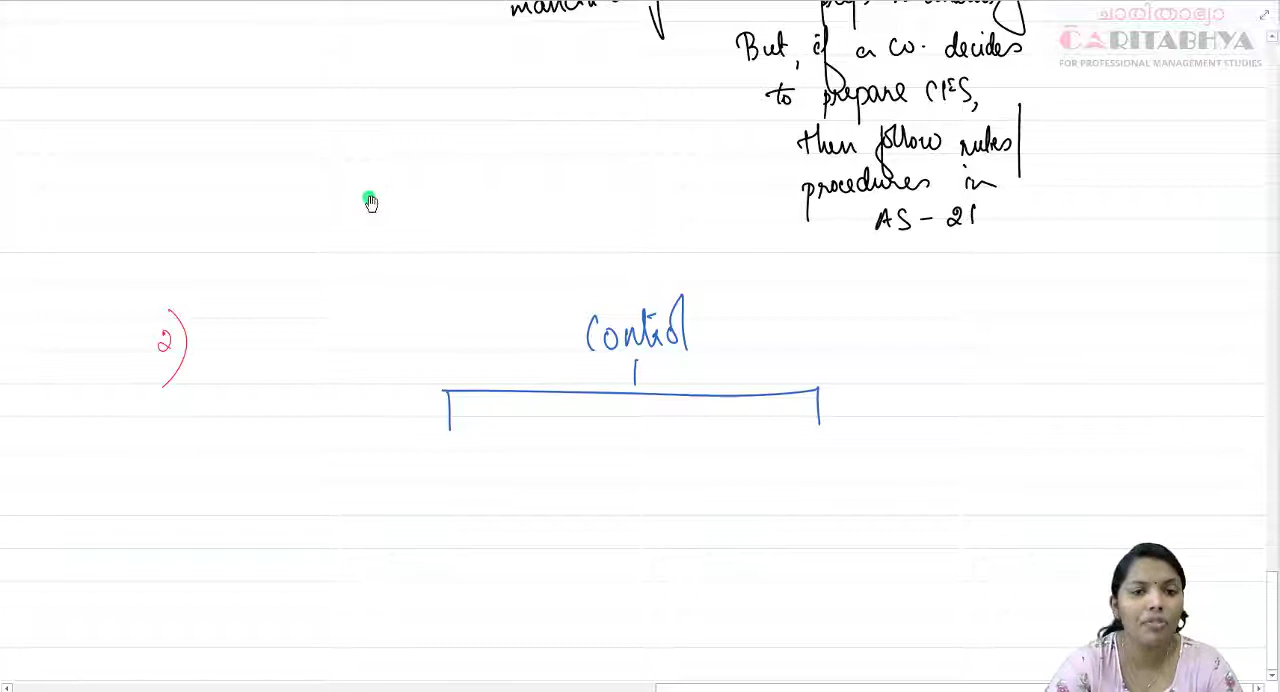 ചാരിതാഭ്യാ
CARITABHYA
FOR PROFESSIONAL MANAGEMENT STUDIES
But, if a co. decides
to prepare CFS,
then follow rules
procedures in
AS - 21
2)
Control